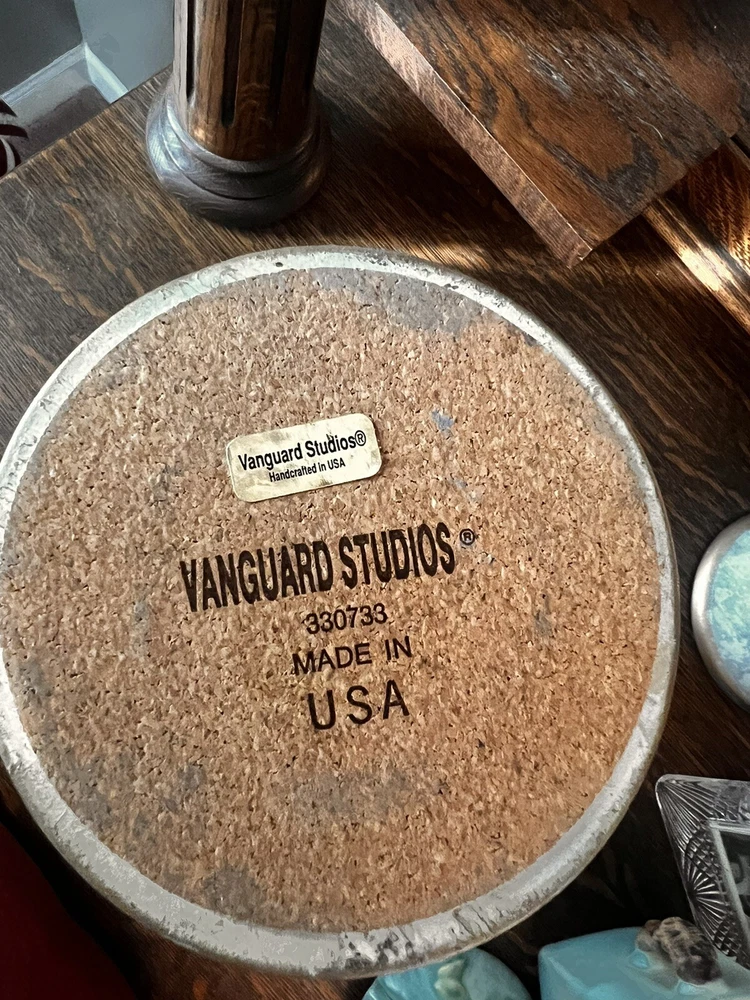 Vanguard Studios®
Handcrafted in USA
VANGUARD STUDIOS®
330733
MADE IN
USA